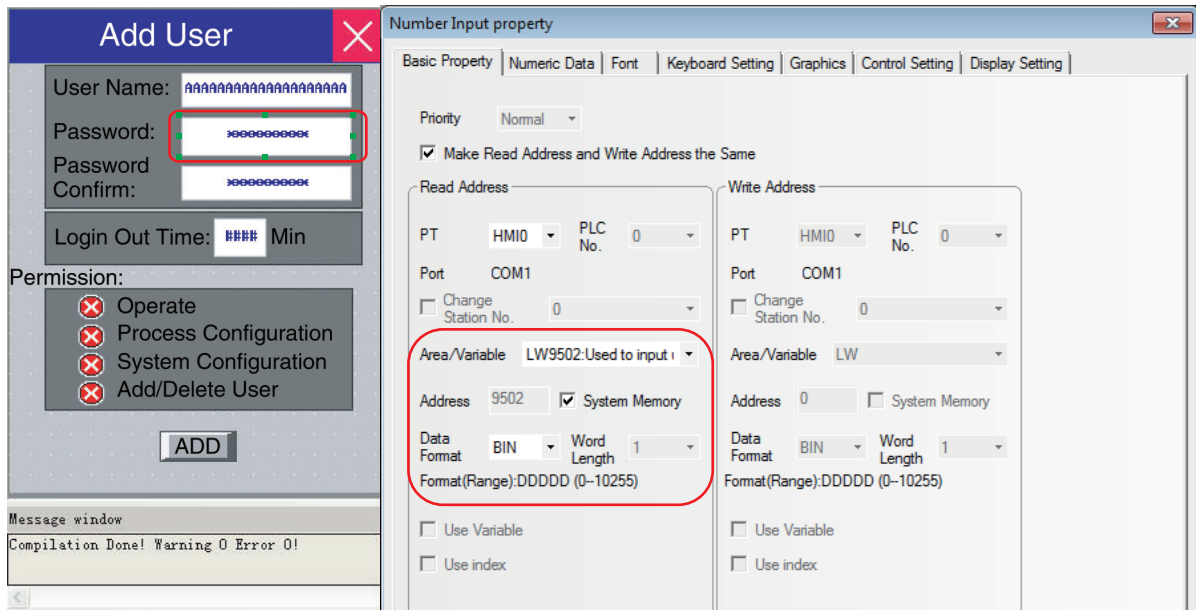 Add User
User Name: AAAAAAAAAAAAAAAAAAAA
Password: **********
Password
Confirm: **********
Login Out Time: #### Min
Permission:
Operate
Process Configuration
System Configuration
Add/Delete User
ADD
Message window
Compilation Done! Warning 0 Error 0!
Number Input property
Basic Property Numeric Data Font Keyboard Setting Graphics Control Setting Display Setting
Priority Normal
Make Read Address and Write Address the Same
Read Address
PT HMI0 PLC No. 0
Port COM1
Change Station No. 0
Area/Variable LW9502:Used to input
Address 9502 System Memory
Data Format BIN Word Length 1
Format(Range):DDDDD (0--10255)
Use Variable
Use index
Write Address
PT HMI0 PLC No. 0
Port COM1
Change Station No. 0
Area/Variable LW
Address 0 System Memory
Data Format BIN Word Length 1
Format(Range):DDDDD (0--10255)
Use Variable
Use index